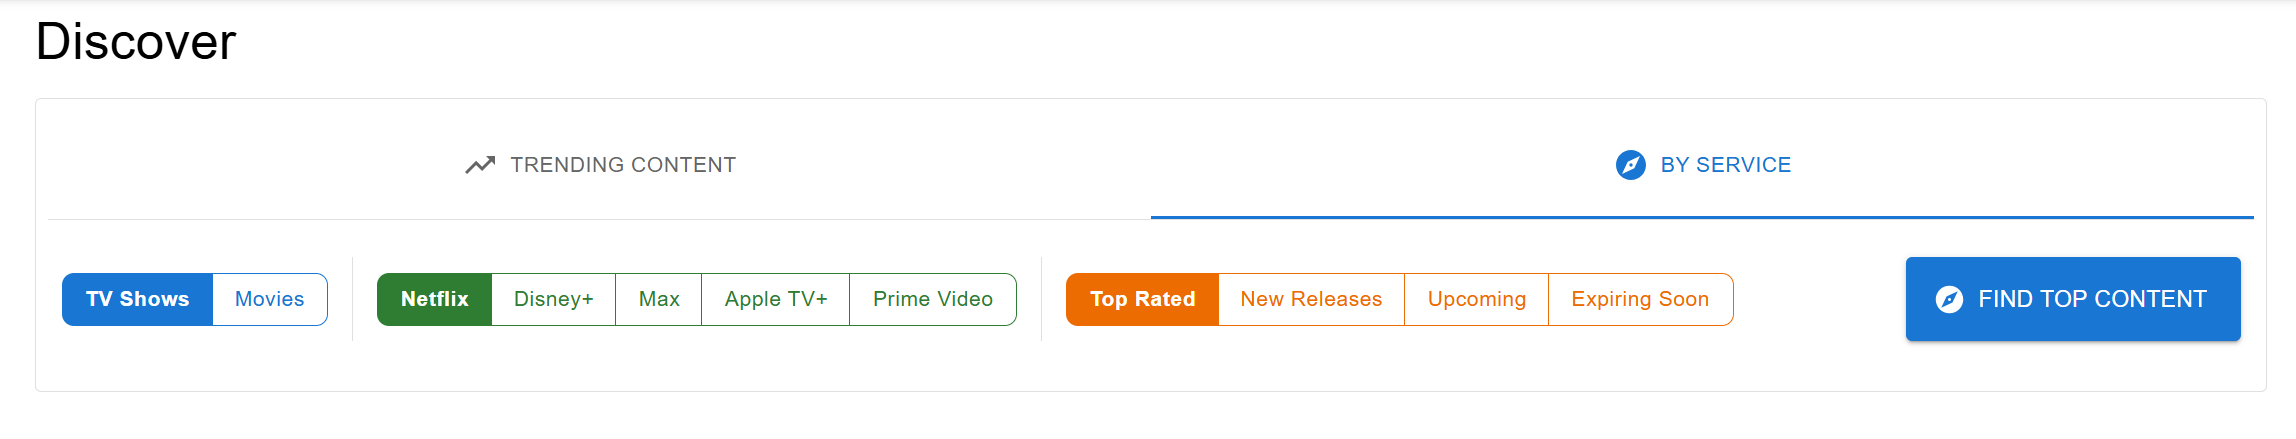 Discover
TRENDING CONTENT BY SERVICE
TV Shows Movies Netflix Disney+ Max Apple TV+ Prime Video Top Rated New Releases Upcoming Expiring Soon FIND TOP CONTENT